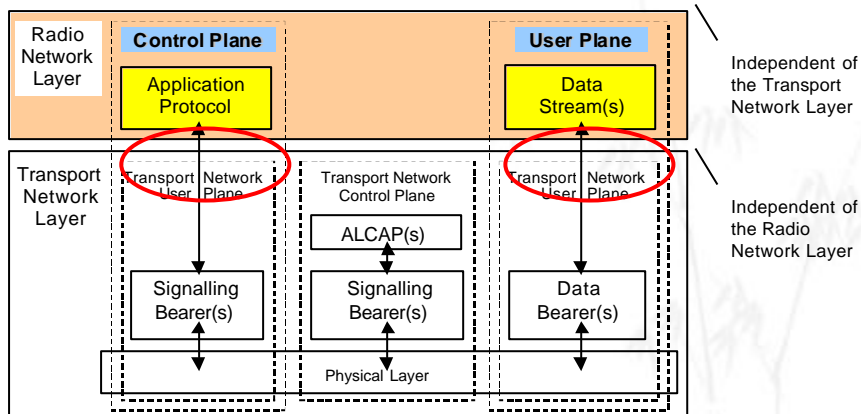 Radio
Network
Layer
Control Plane
User Plane
Application
Protocol
Data
Stream(s)
Independent of
the Transport
Network Layer
Transport
Network
Layer
Transport Network
User Plane
Transport Network
Control Plane
Transport Network
User Plane
Independent of
the Radio
Network Layer
ALCAP(s)
Signalling
Bearer(s)
Signalling
Bearer(s)
Data
Bearer(s)
Physical Layer